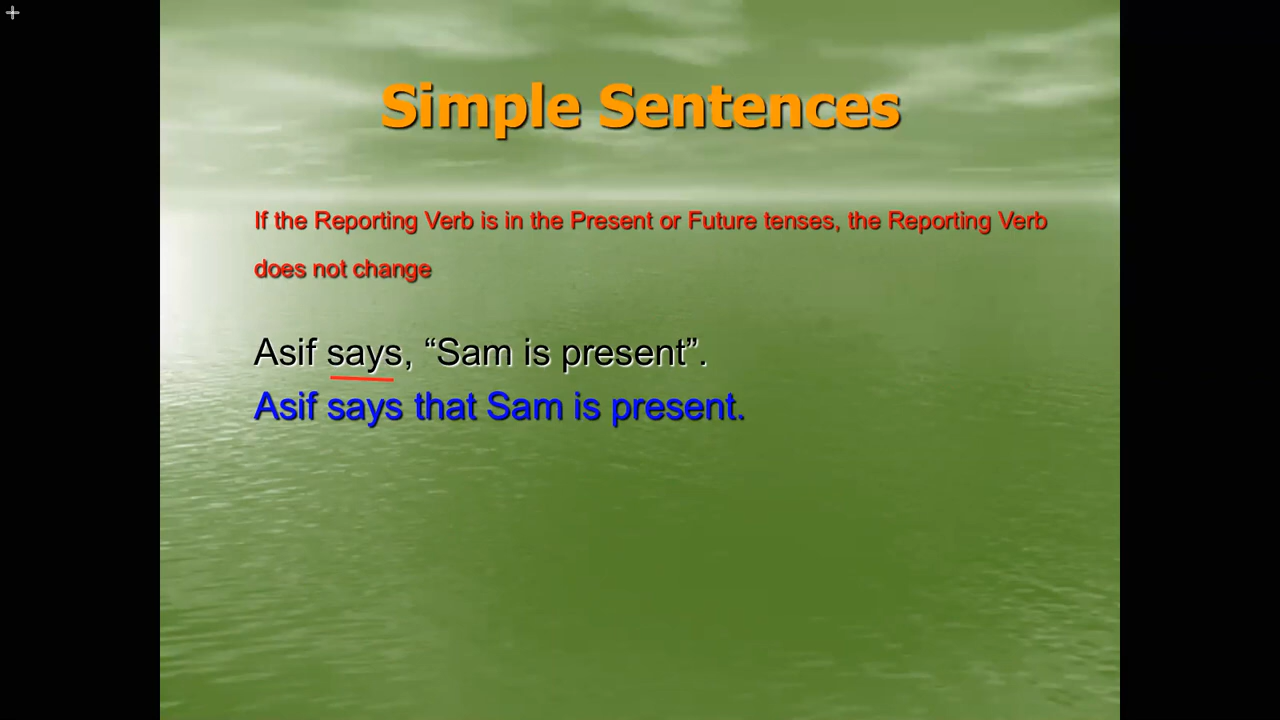 Simple Sentences
If the Reporting Verb is in the Present or Future tenses, the Reporting Verb
does not change
Asif says, “Sam is present”.
Asif says that Sam is present.